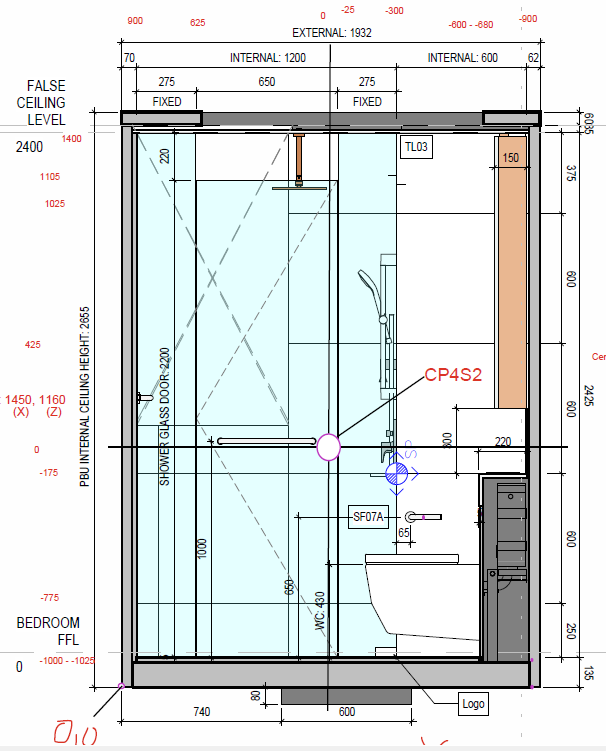 900
625
0
-25
-300
-600 - -680
-900
EXTERNAL: 1932
70
INTERNAL: 1200
INTERNAL: 600
62
275
650
275
FIXED
FIXED
FALSE
CEILING
LEVEL
2400
1400
1105
1025
425
: 1450, 1160
(X) (Z)
0
-175
-775
BEDROOM
FFL
0
-1000 - -1025
PBU INTERNAL CEILING HEIGHT: 2655
SHOWER GLASS DOOR: 2200
220
TL03
150
375
600
600
600
250
135
2425
Cer
CP4S2
300
220
SF07A
65
1000
650
WC: 430
Logo
80
740
600